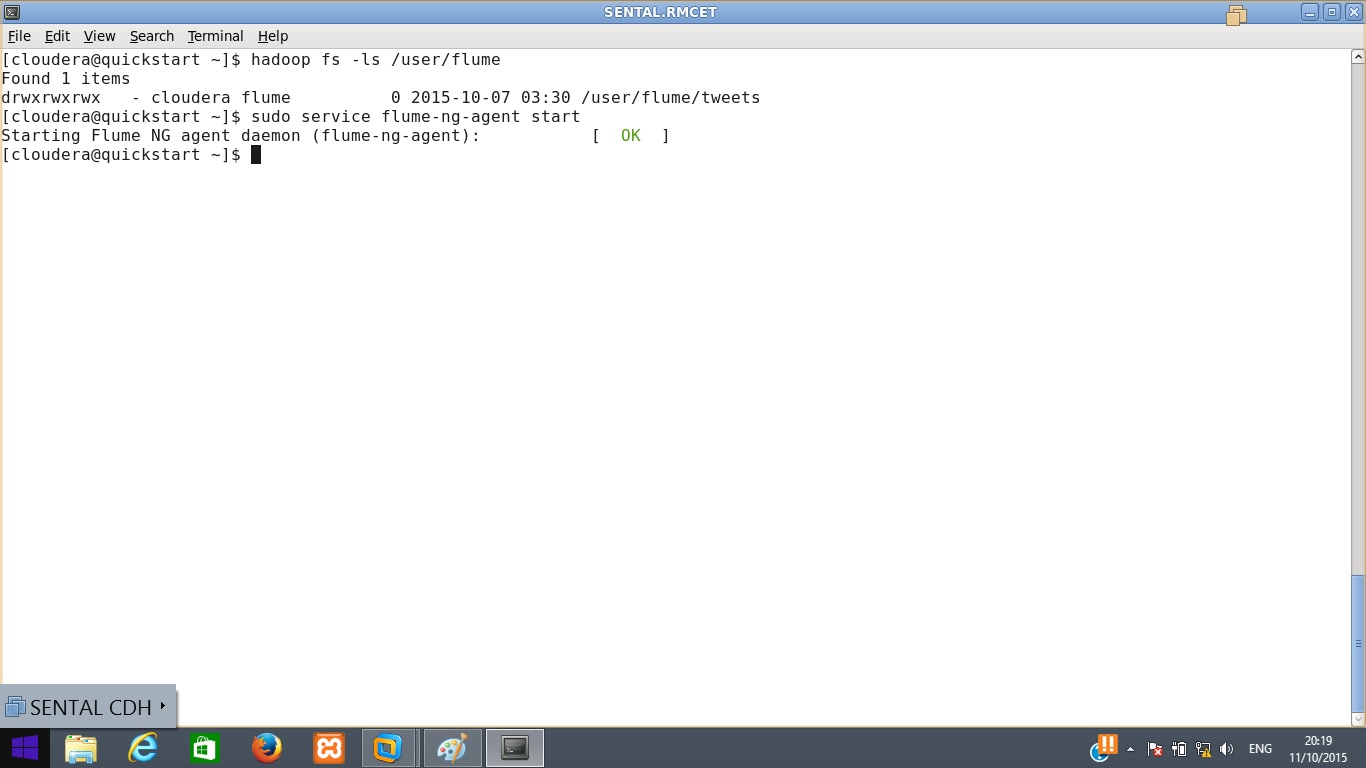 SENTAL.RMCET
File Edit View Search Terminal Help
[cloudera@quickstart ~]$ hadoop fs -ls /user/flume
Found 1 items
drwxrwxrwx   - cloudera flume          0 2015-10-07 03:30 /user/flume/tweets
[cloudera@quickstart ~]$ sudo service flume-ng-agent start
Starting Flume NG agent daemon (flume-ng-agent):           [  OK  ]
[cloudera@quickstart ~]$
SENTAL CDH
ENG
20:19
11/10/2015